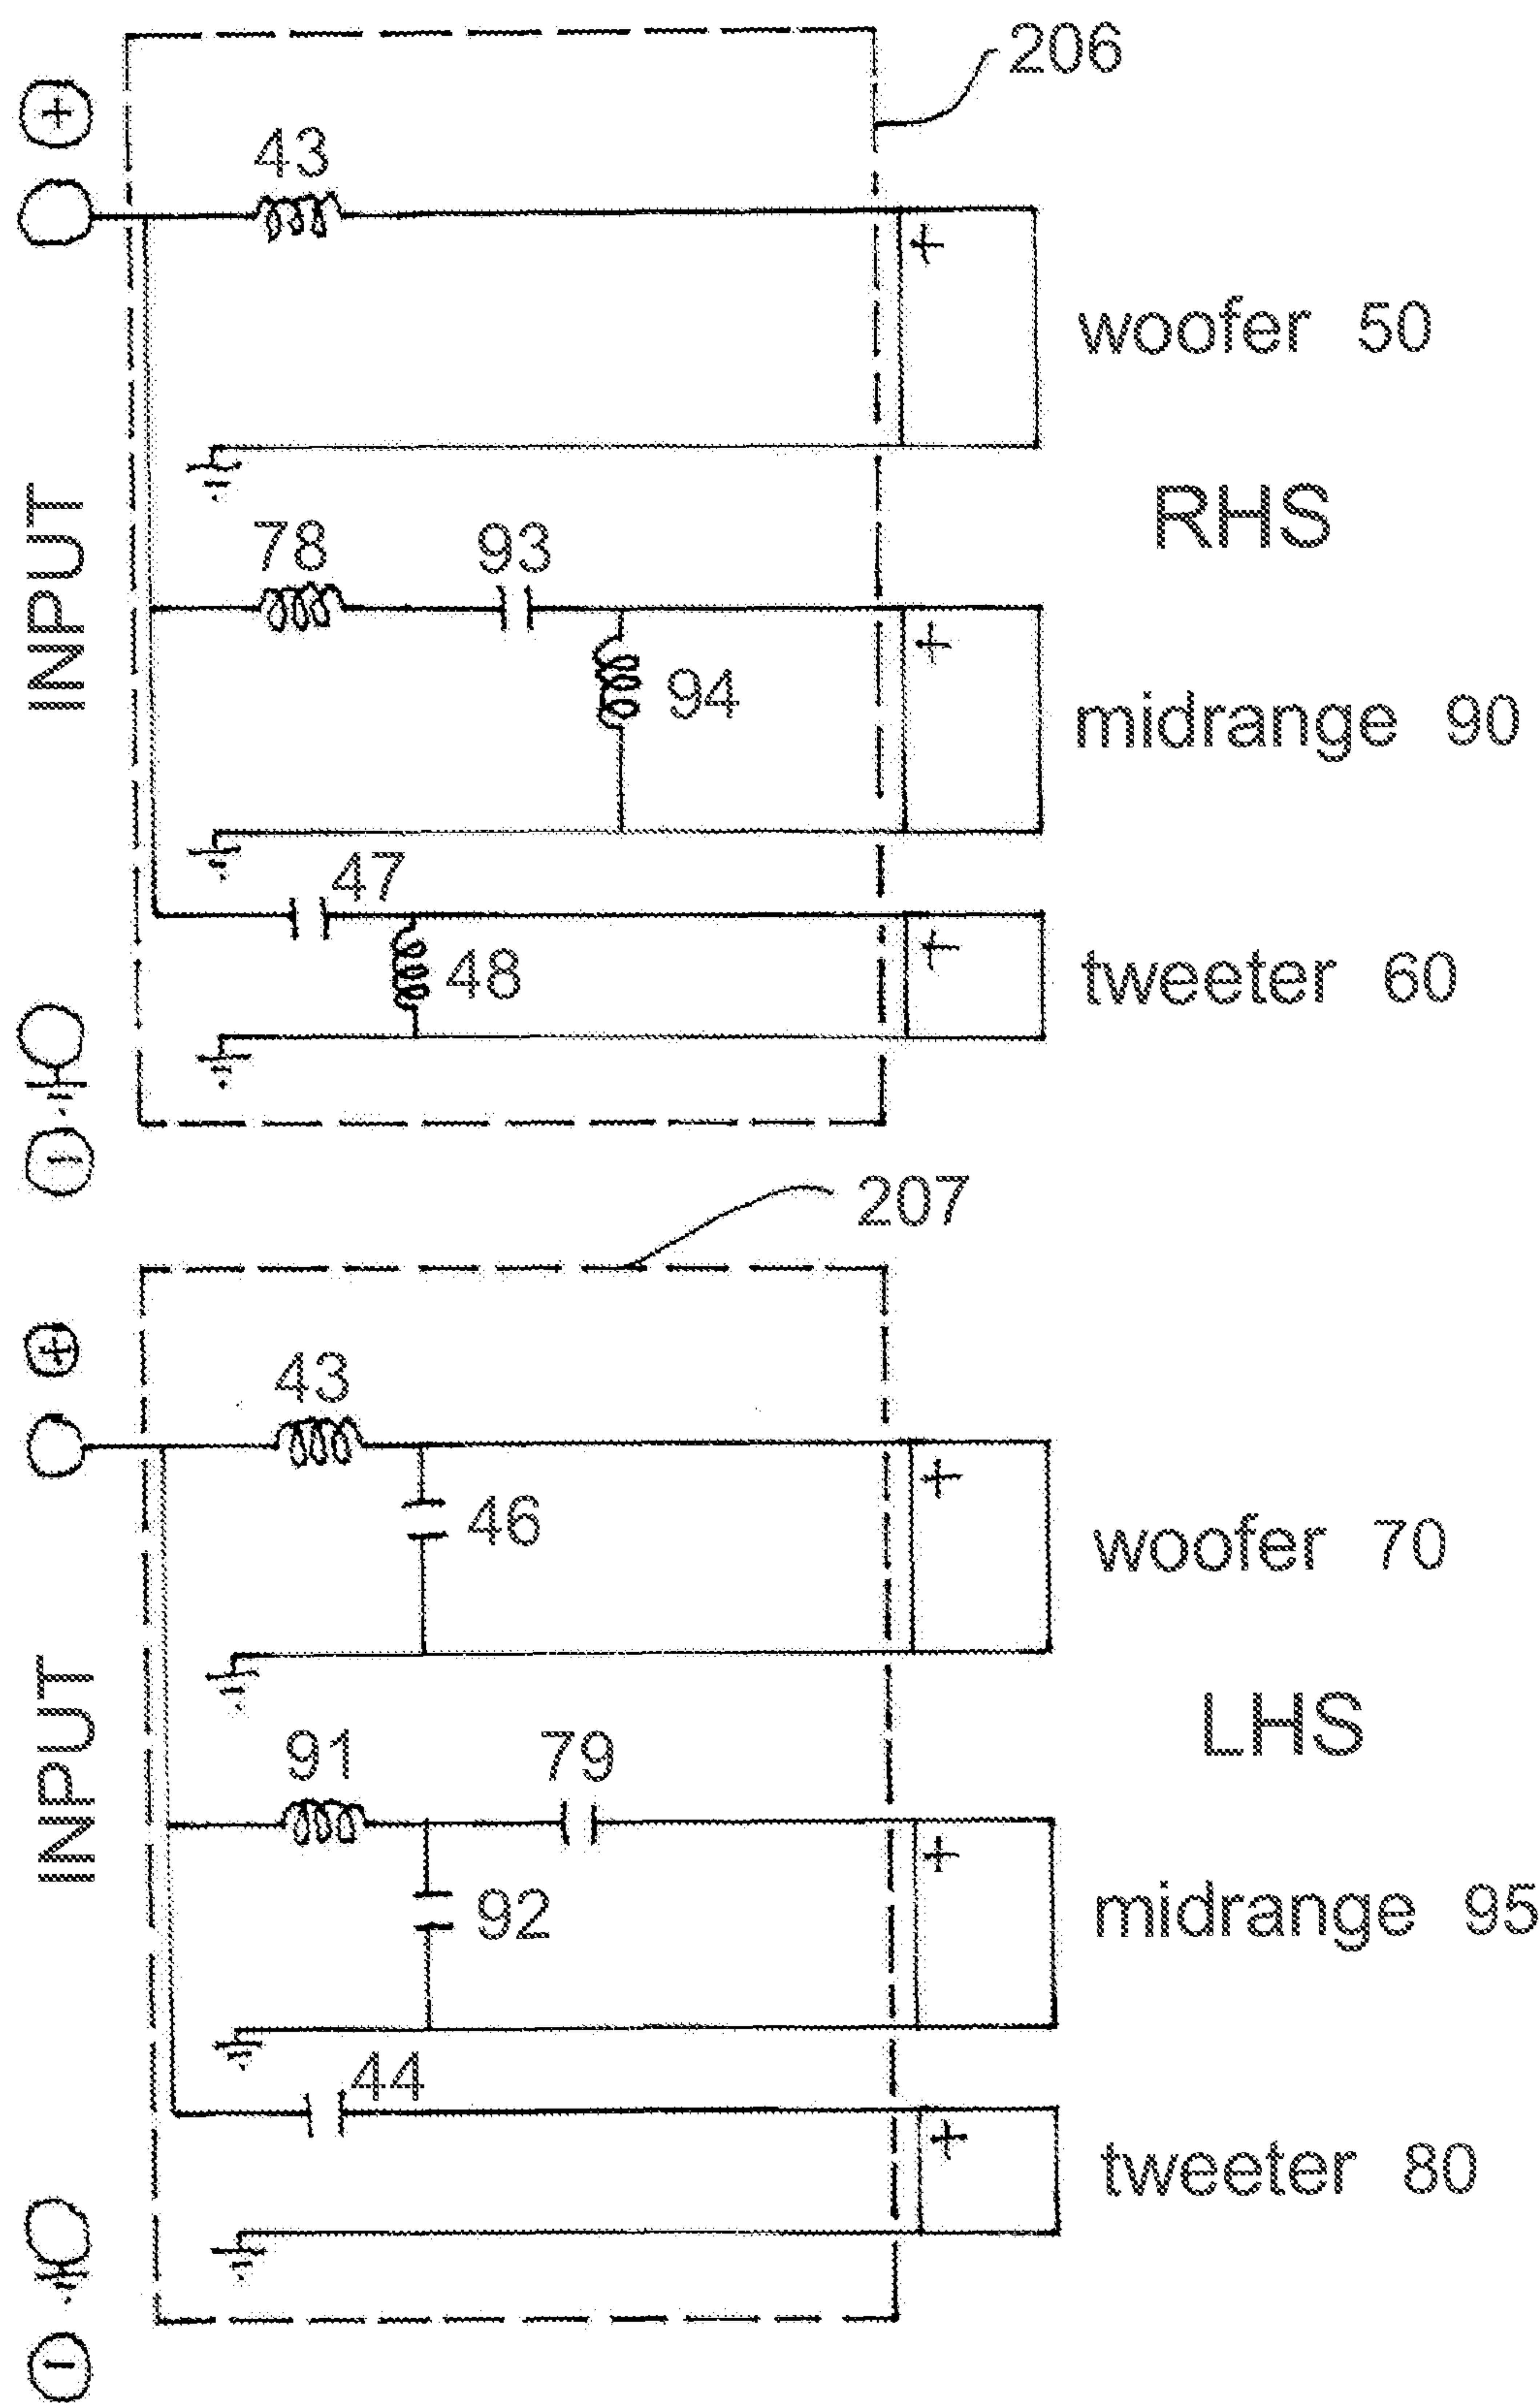 206
+
43
+
woofer 50
RHS
INPUT
78
93
+
94
midrange 90
47
+
48
tweeter 60
-
207
+
43
+
46
woofer 70
LHS
INPUT
91
79
+
92
midrange 95
44
+
tweeter 80
-